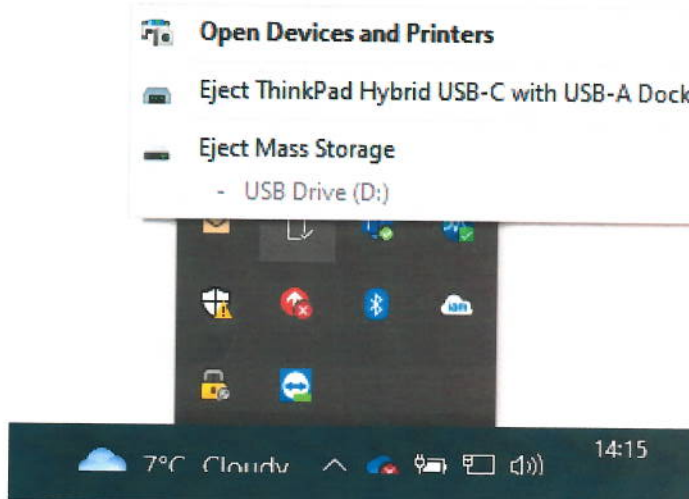 Open Devices and Printers
Eject ThinkPad Hybrid USB-C with USB-A Dock
Eject Mass Storage
- USB Drive (D:)
iam
7°C Cloudy
14:15